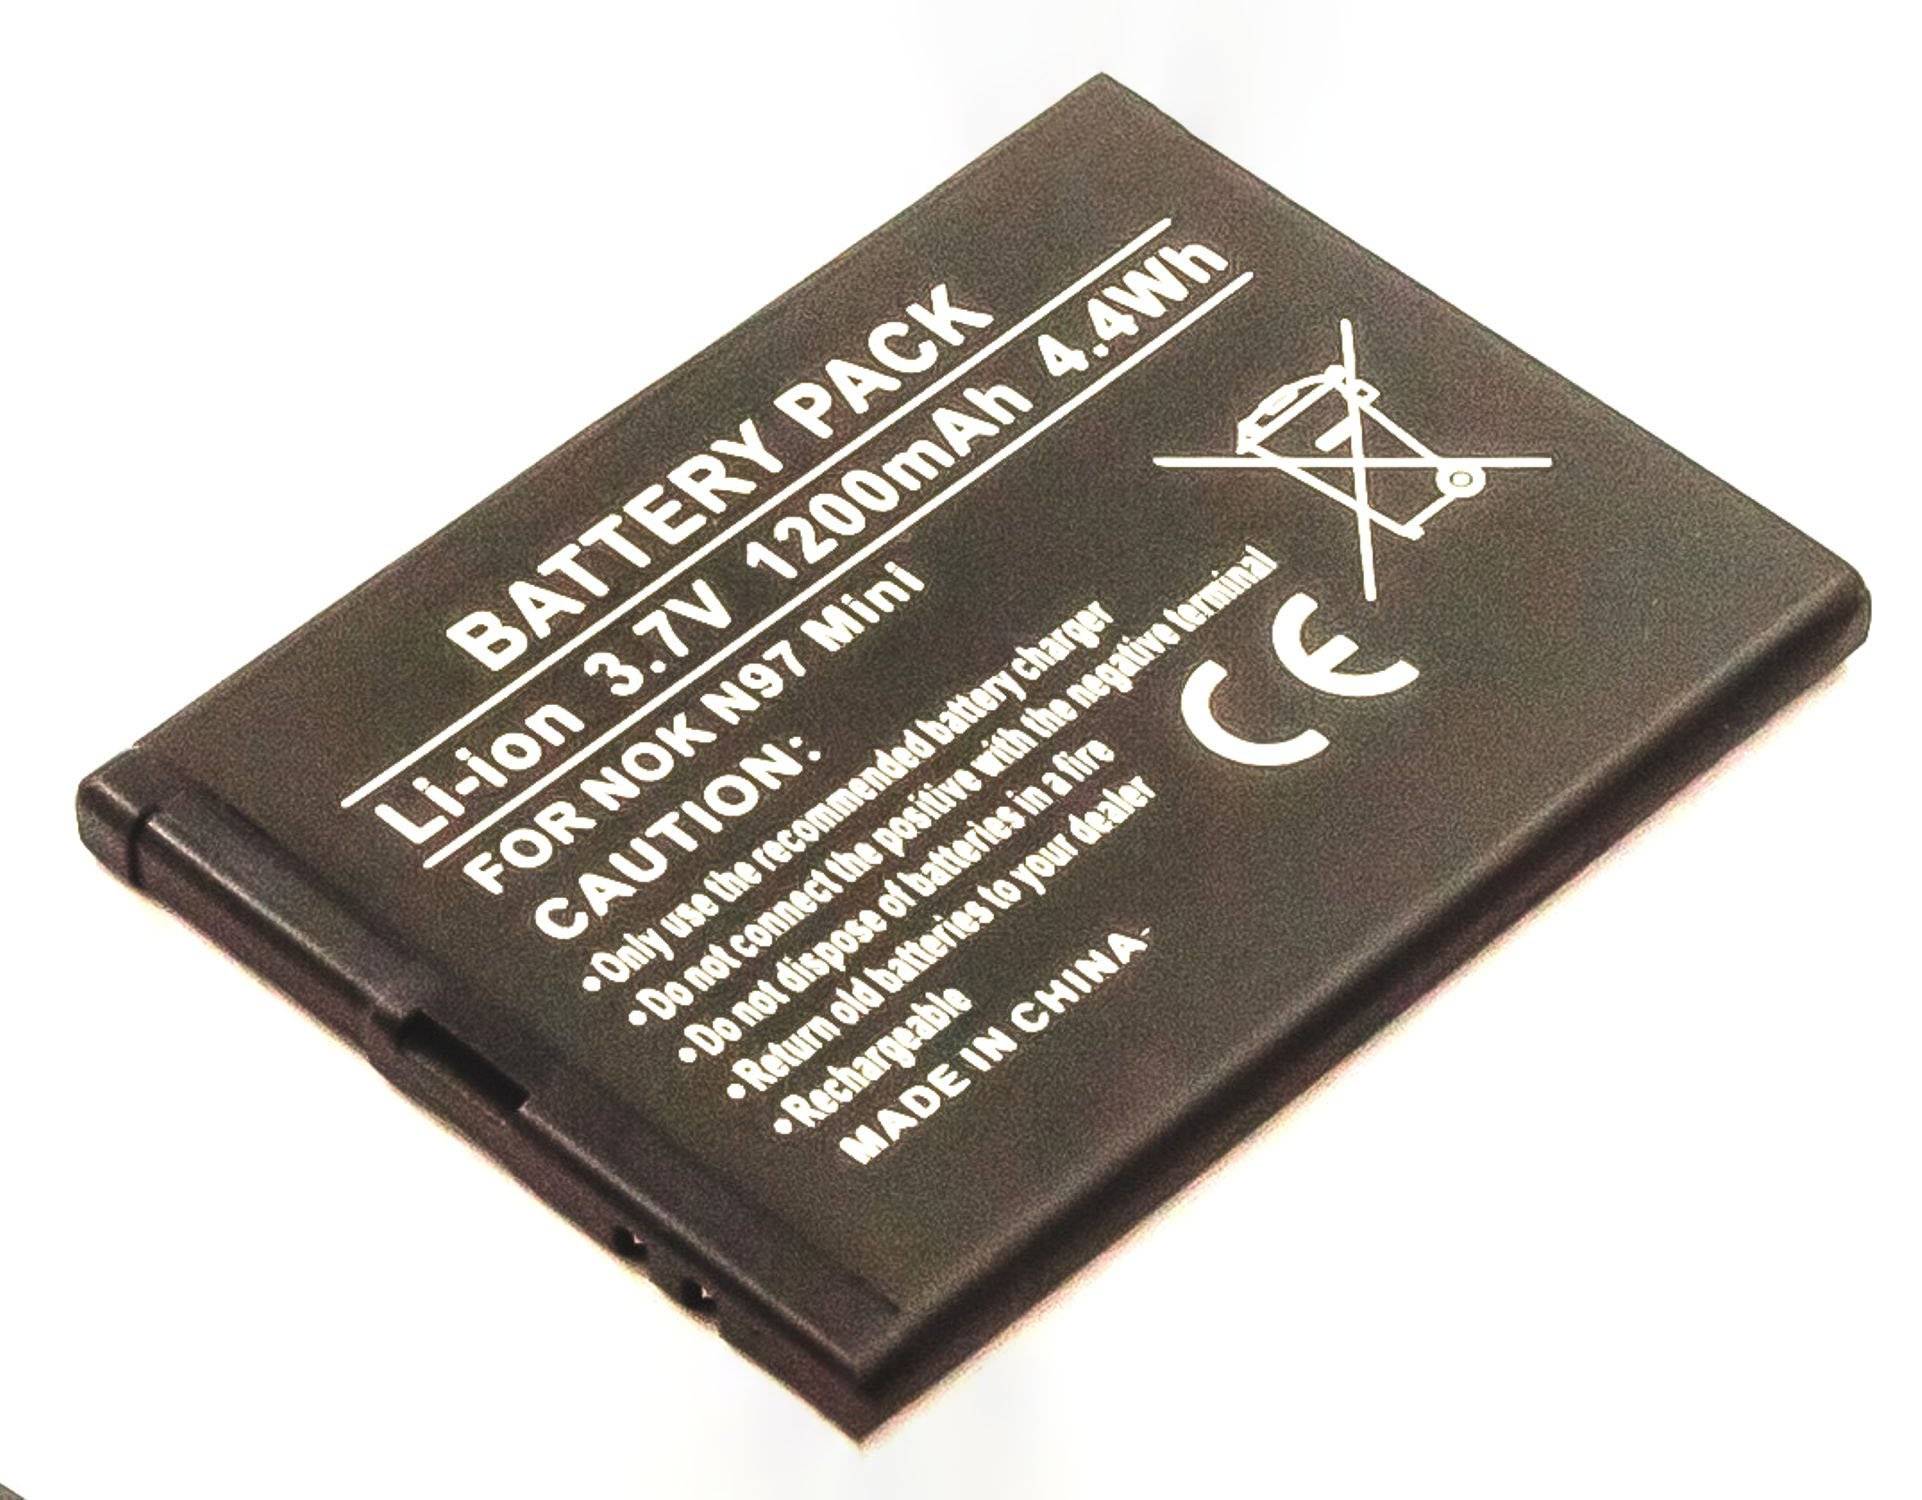 BATTERY PACK
Li-ion 3.7V 1200mAh 4.4Wh
FOR NOK N97 Mini
CAUTION:
•Only use the recommended battery charger
•Do not connect the positive with the negative terminal
•Do not dispose of batteries in a fire
•Return old batteries to your dealer
•Rechargeable
MADE IN CHINA
CE